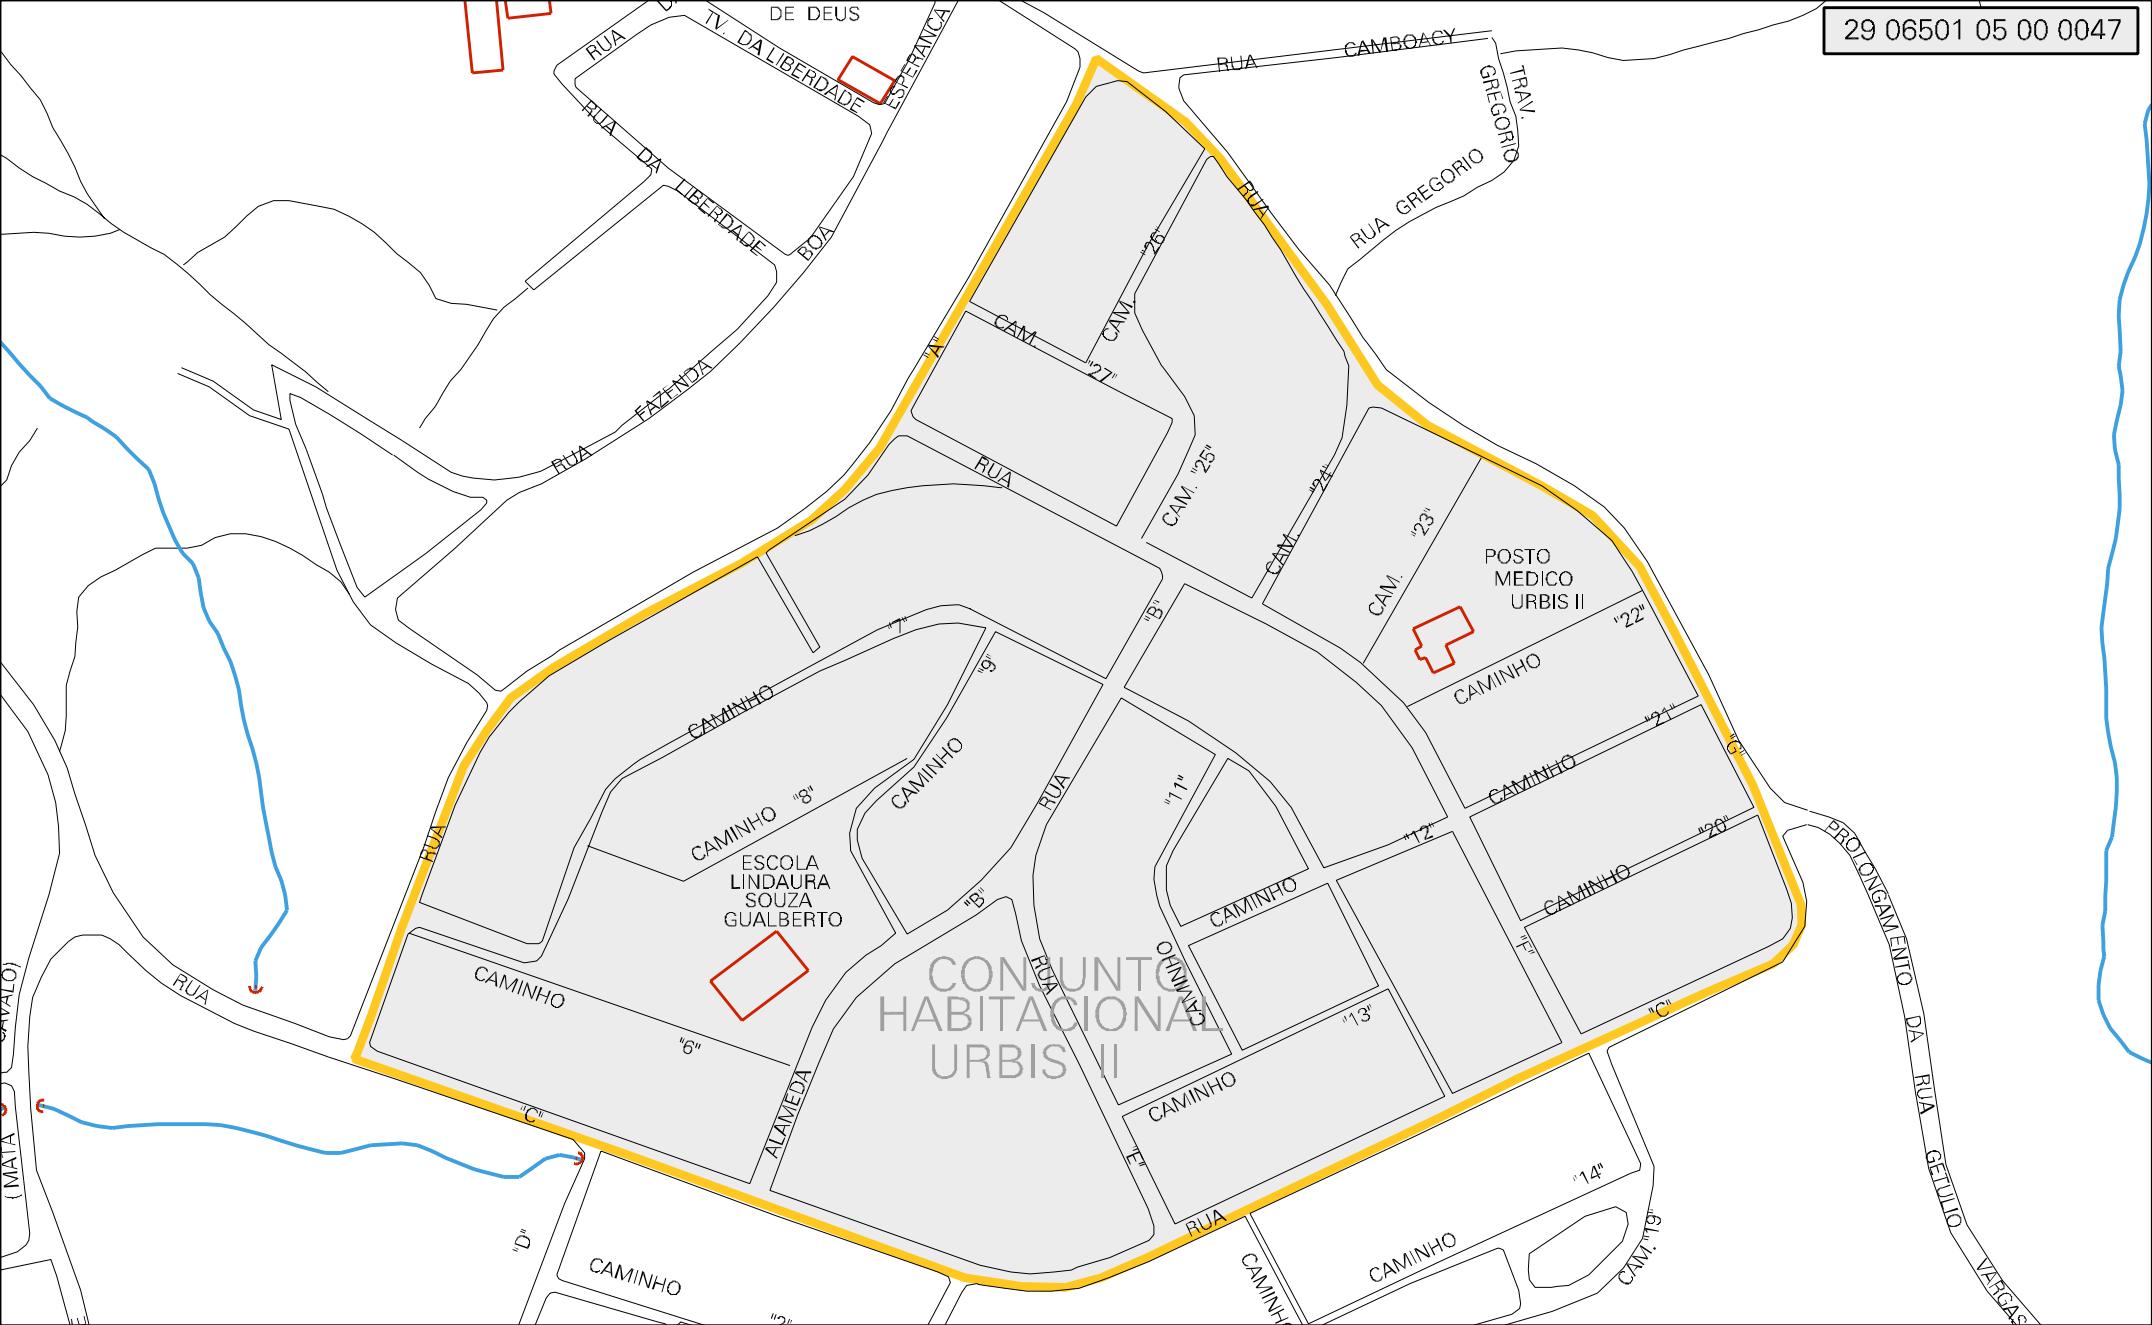 29 06501 05 00 0047
DE DEUS
TV. DA LIBERDADE
RUA
ESPERANCA
BOA
RUA DA LIBERDADE
RUA FAZENDA
RUA CAMBOACY
TRAV.
GREGORIO
RUA GREGORIO
RUA
"A"
CAM. "26"
CAM. "27"
RUA
"B"
CAM. "25"
CAM. "24"
CAM. "23"
POSTO
MEDICO
URBIS II
CAMINHO "22"
CAMINHO "21"
CAMINHO "20"
"G"
CAMINHO "7"
"9"
CAMINHO
CAMINHO "8"
RUA
"B"
RUA
ESCOLA
LINDAURA
SOUZA
GUALBERTO
"11"
CAMINHO
CAMINHO "12"
CAMINHO "13"
"F"
RUA
"E"
CONJUNTO
HABITACIONAL
URBIS II
CAMINHO "6"
ALAMEDA
RUA
"C"
RUA
"C"
"D"
CAMINHO
"2"
CAMINHO
CAMINHO "14"
CAM. "19"
PROLONGAMENTO DA RUA GETULIO VARGAS
(MATA